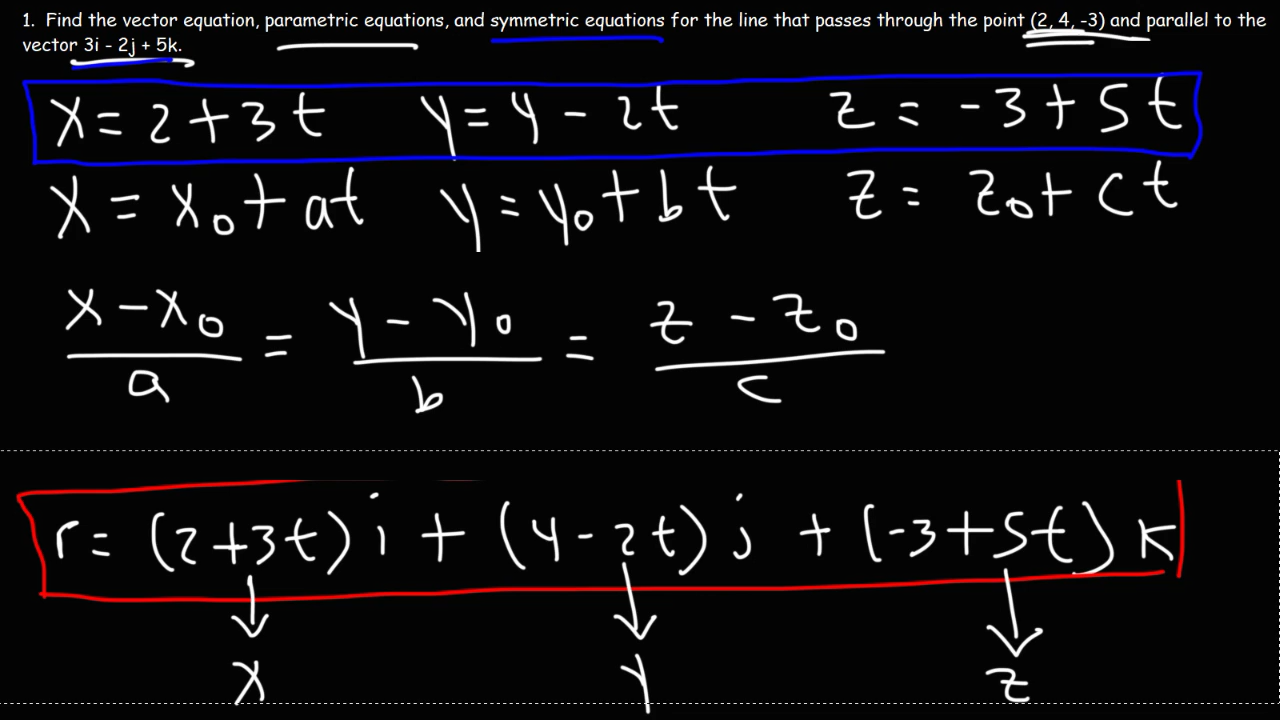 1. Find the vector equation, parametric equations, and symmetric equations for the line that passes through the point (2, 4, -3) and parallel to the
vector 3i - 2j + 5k.
x = 2 + 3t y = 4 - 2t z = -3 + 5t
x = x₀ + at y = y₀ + bt z = z₀ + ct
x - x₀ y - y₀ z - z₀
= =
a b c
r = (2+3t) i + (4-2t) j + (-3+5t) k
x y z